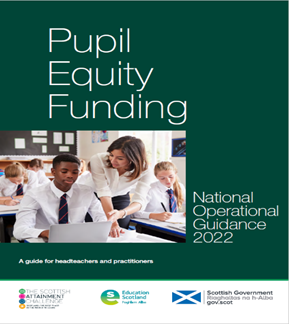 Pupil
Equity
Funding
National
Operational
Guidance
2022
A guide for headteachers and practitioners
THE SCOTTISH
ATTAINMENT
CHALLENGE
Education
Scotland
Foghlam Alba
Scottish Government
Riaghaltas na h-Alba
gov.scot